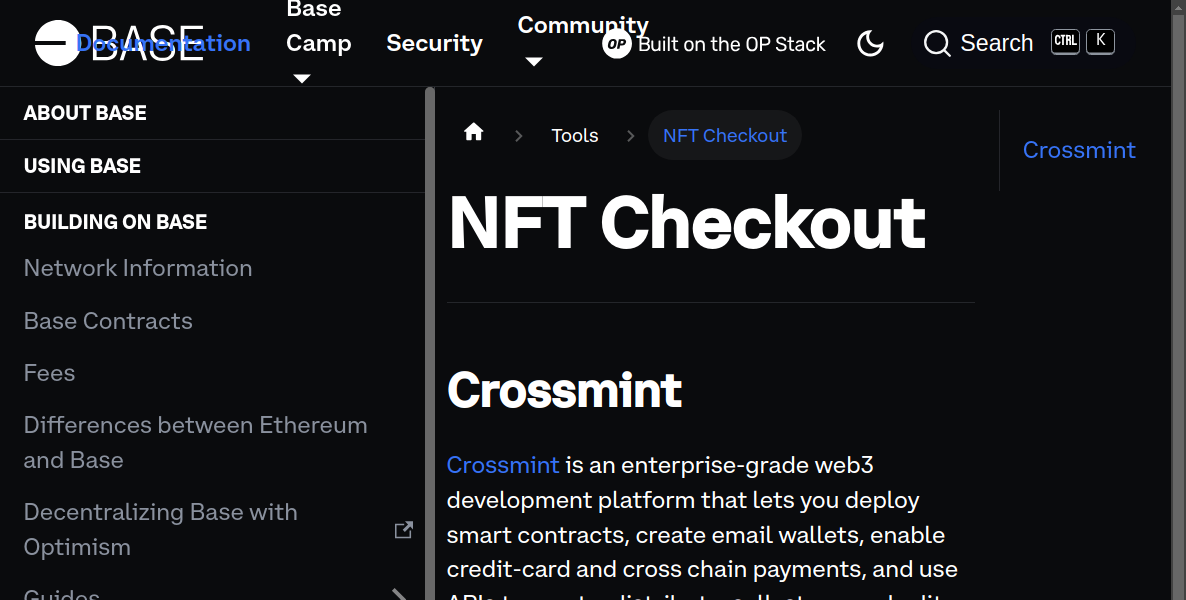 BASE
Documentation
Base
Camp
Security
Community
OP Built on the OP Stack
Search CTRL K
ABOUT BASE
USING BASE
BUILDING ON BASE
Network Information
Base Contracts
Fees
Differences between Ethereum
and Base
Decentralizing Base with
Optimism
Guides
Tools
NFT Checkout
NFT Checkout
Crossmint
Crossmint is an enterprise-grade web3
development platform that lets you deploy
smart contracts, create email wallets, enable
credit-card and cross chain payments, and use
Crossmint